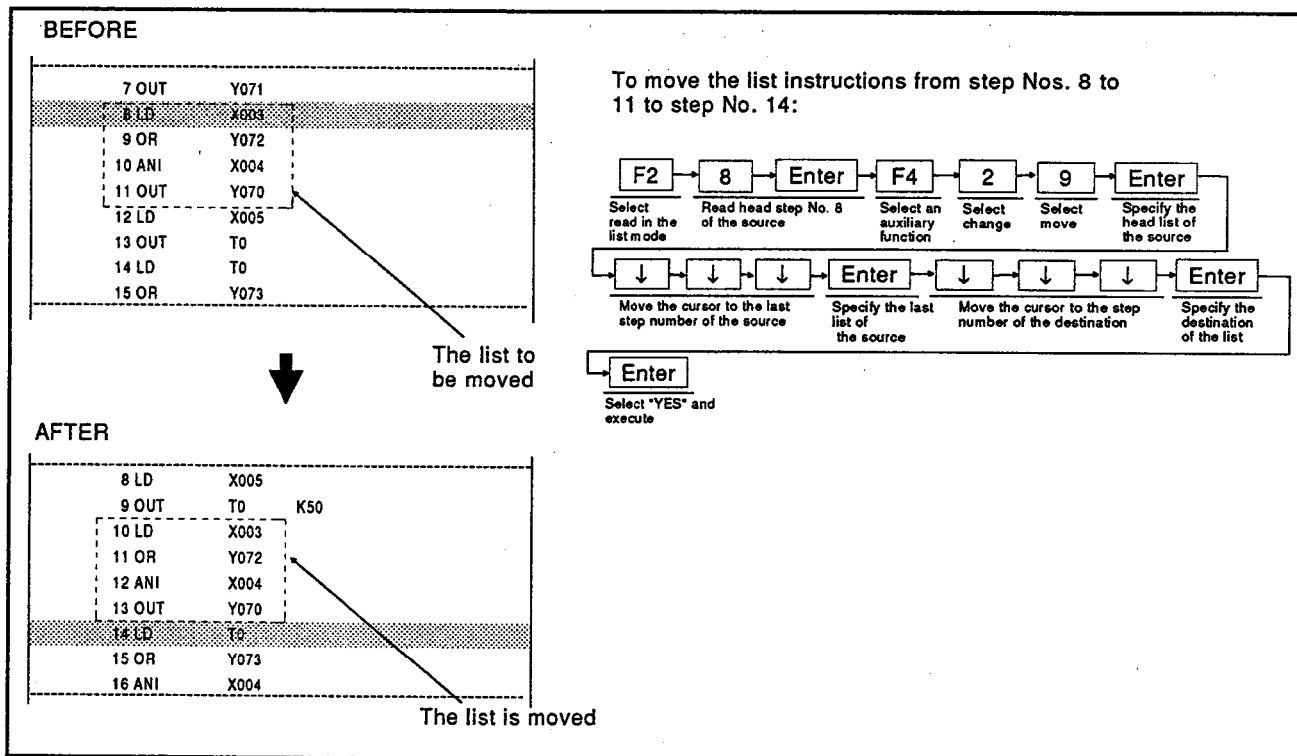 BEFORE
7 OUT Y071
8 LD X003
9 OR Y072
10 ANI X004
11 OUT Y070
12 LD X005
13 OUT T0
14 LD T0
15 OR Y073
The list to
be moved
AFTER
8 LD X005
9 OUT T0 K50
10 LD X003
11 OR Y072
12 ANI X004
13 OUT Y070
14 LD T0
15 OR Y073
16 ANI X004
The list is moved
To move the list instructions from step Nos. 8 to
11 to step No. 14:
F2 8 Enter F4 2 9 Enter
Select
read in the
list mode
Read head step No. 8
of the source
Select an
auxiliary
function
Select
change
Select
move
Specify the
head list of
the source
↓ ↓ ↓ Enter ↓ ↓ ↓ Enter
Move the cursor to the last
step number of the source
Specify the last
list of
the source
Move the cursor to the step
number of the destination
Specify the
destination
of the list
Enter
Select "YES" and
execute